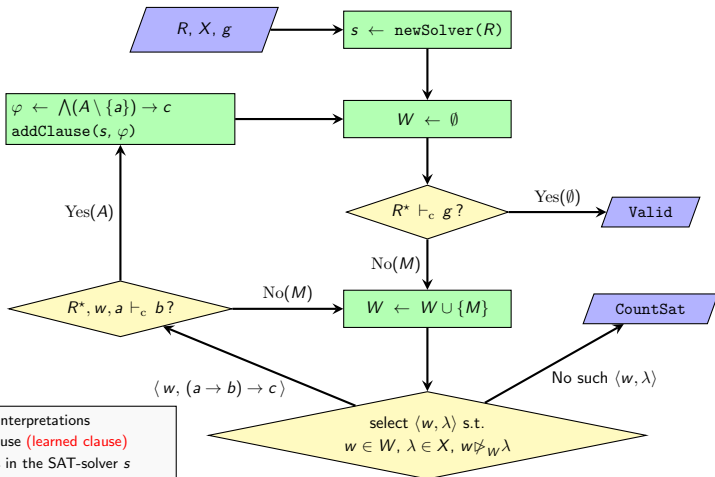 R, X, g
s ← newSolver(R)
φ ← ⋀(A \ {a}) → c
addClause(s, φ)
W ← ∅
Yes(A)
R⋆ ⊢c g ?
Yes(∅)
Valid
No(M)
R⋆, w, a ⊢c b ?
No(M)
W ← W ∪ {M}
CountSat
⟨ w, (a → b) → c ⟩
No such ⟨w, λ⟩
select ⟨w, λ⟩ s.t.
w ∈ W, λ ∈ X, w⋫W λ
nterpretations
use (learned clause)
in the SAT-solver s